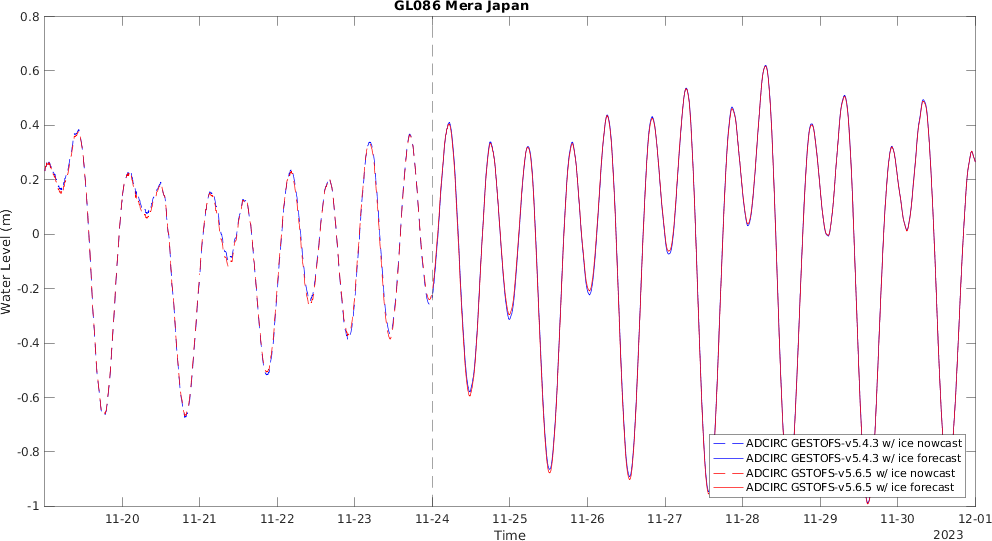 GL086 Mera Japan
0.8
0.6
0.4
0.2
0
-0.2
-0.4
-0.6
-0.8
-1
Water Level (m)
ADCIRC GESTOFS-v5.4.3 w/ ice nowcast
ADCIRC GESTOFS-v5.4.3 w/ ice forecast
ADCIRC GSTOFS-v5.6.5 w/ ice nowcast
ADCIRC GSTOFS-v5.6.5 w/ ice forecast
11-20 11-21 11-22 11-23 11-24 11-25 11-26 11-27 11-28 11-29 11-30 12-01
Time
2023